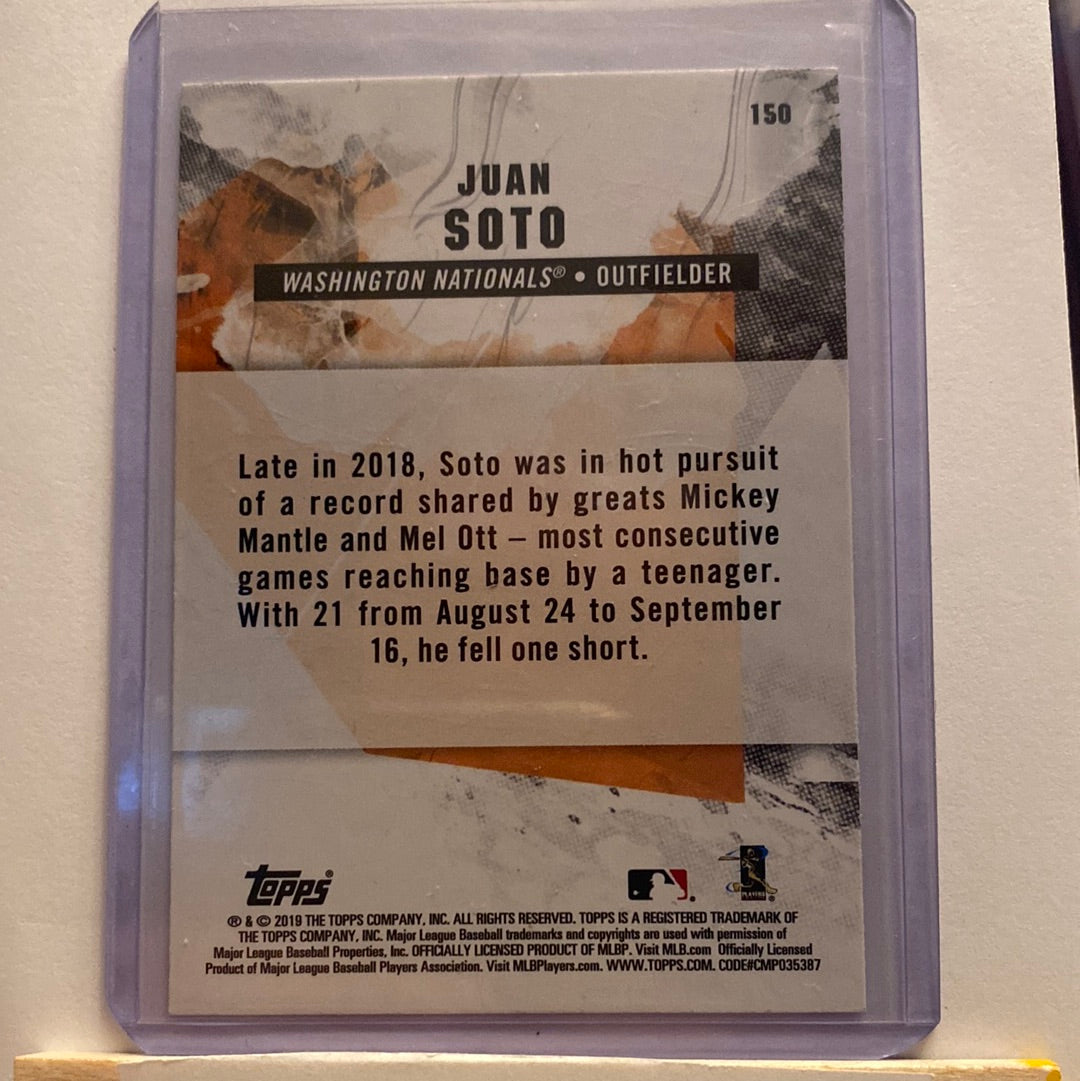 150
JUAN
SOTO
WASHINGTON NATIONALS® • OUTFIELDER
Late in 2018, Soto was in hot pursuit
of a record shared by greats Mickey
Mantle and Mel Ott – most consecutive
games reaching base by a teenager.
With 21 from August 24 to September
16, he fell one short.
TOPPS®
PLAYERS
® & © 2019 THE TOPPS COMPANY, INC. ALL RIGHTS RESERVED. TOPPS IS A REGISTERED TRADEMARK OF
THE TOPPS COMPANY, INC. Major League Baseball trademarks and copyrights are used with permission of
Major League Baseball Properties, Inc. OFFICIALLY LICENSED PRODUCT OF MLBP. Visit MLB.com Officially Licensed
Product of Major League Baseball Players Association. Visit MLBPlayers.com. WWW.TOPPS.COM. CODE#CMP035387